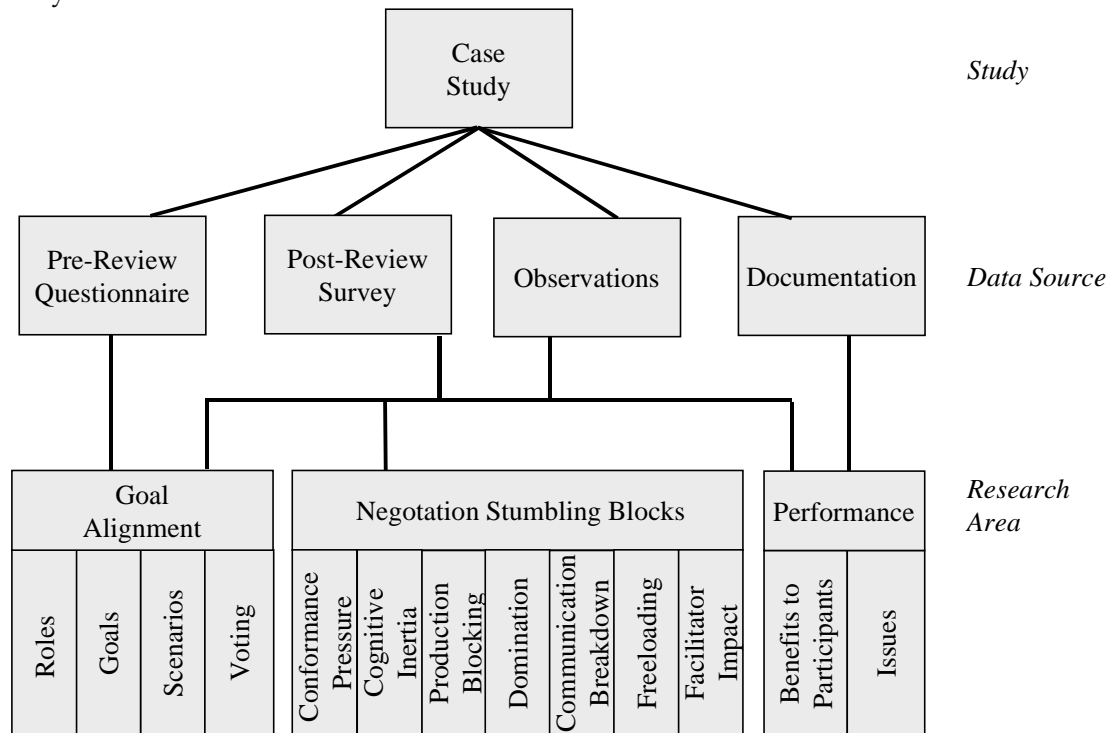 Case
Study
Study
Pre-Review
Questionnaire
Post-Review
Survey
Observations
Documentation
Data Source
Goal
Alignment
Negotation Stumbling Blocks
Performance
Research
Area
Roles
Goals
Scenarios
Voting
Conformance
Pressure
Cognitive
Inertia
Production
Blocking
Domination
Communication
Breakdown
Freeloading
Facilitator
Impact
Benefits to
Participants
Issues